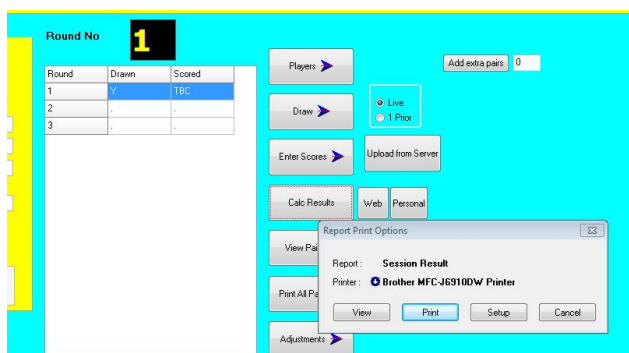 Round No 1
Players
Add extra pairs 0
Round Drawn Scored
1 Y TBC
2 . .
3 . .
Draw
Live
1 Prior
Enter Scores
Upload from Server
Calc Results
Web
Personal
Report Print Options
View Pai
Report : Session Result
Printer : Brother MFC-J6910DW Printer
Print All Pa
View
Print
Setup
Cancel
Adjustments